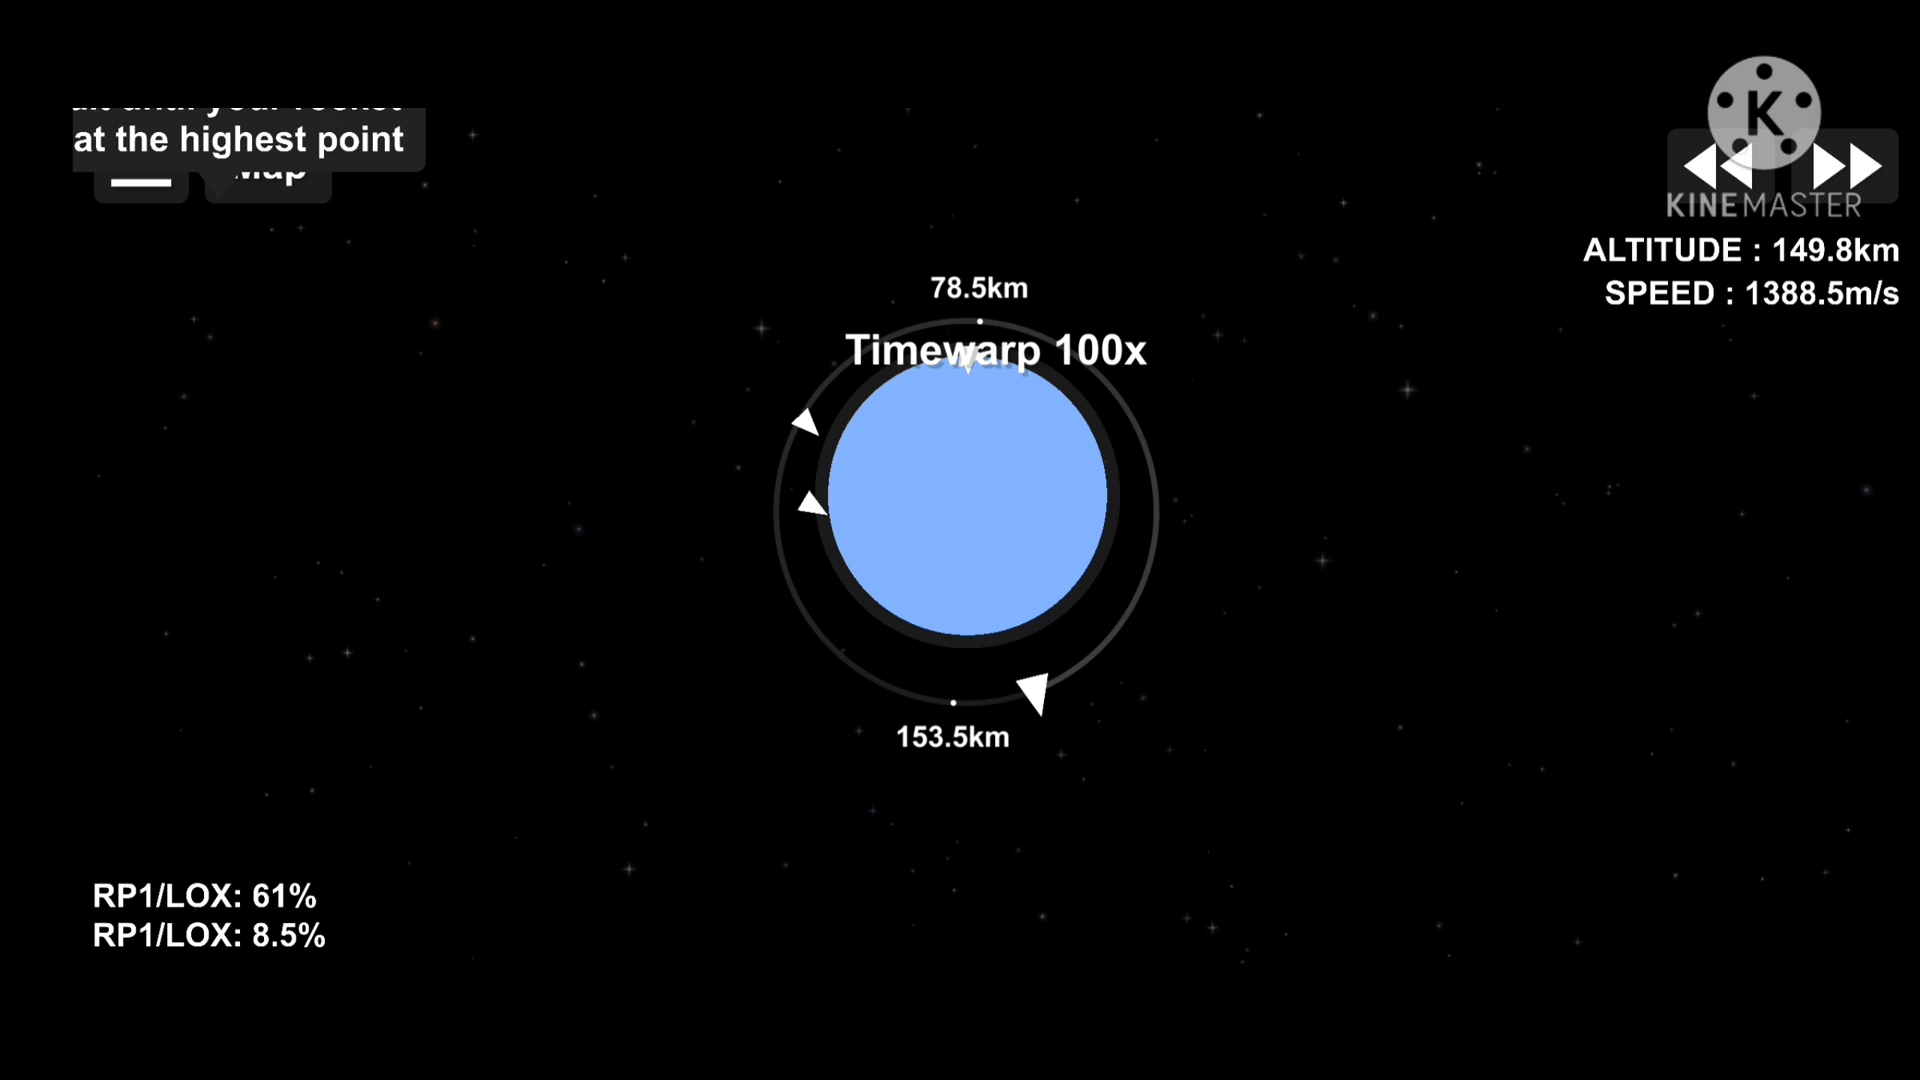 at the highest point
Map
KINEMASTER
ALTITUDE : 149.8km
SPEED : 1388.5m/s
78.5km
Timewarp 100x
153.5km
RP1/LOX: 61%
RP1/LOX: 8.5%